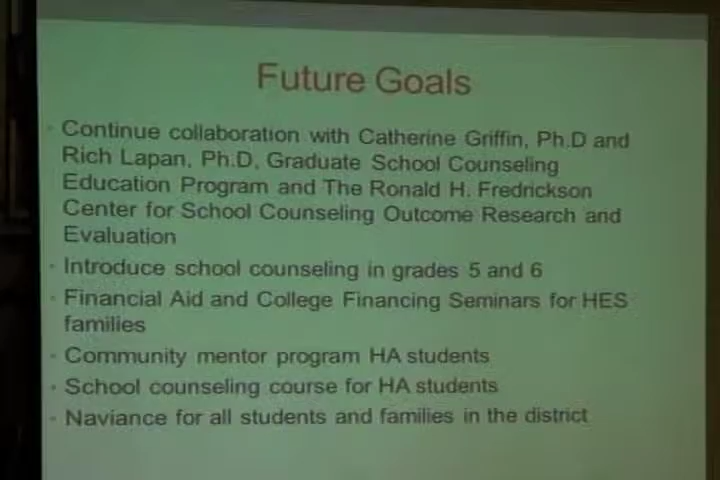 Future Goals
Continue collaboration with Catherine Griffin, Ph.D and
Rich Lapan, Ph.D, Graduate School Counseling
Education Program and The Ronald H. Fredrickson
Center for School Counseling Outcome Research and
Evaluation
Introduce school counseling in grades 5 and 6
Financial Aid and College Financing Seminars for HES
families
Community mentor program HA students
School counseling course for HA students
Naviance for all students and families in the district